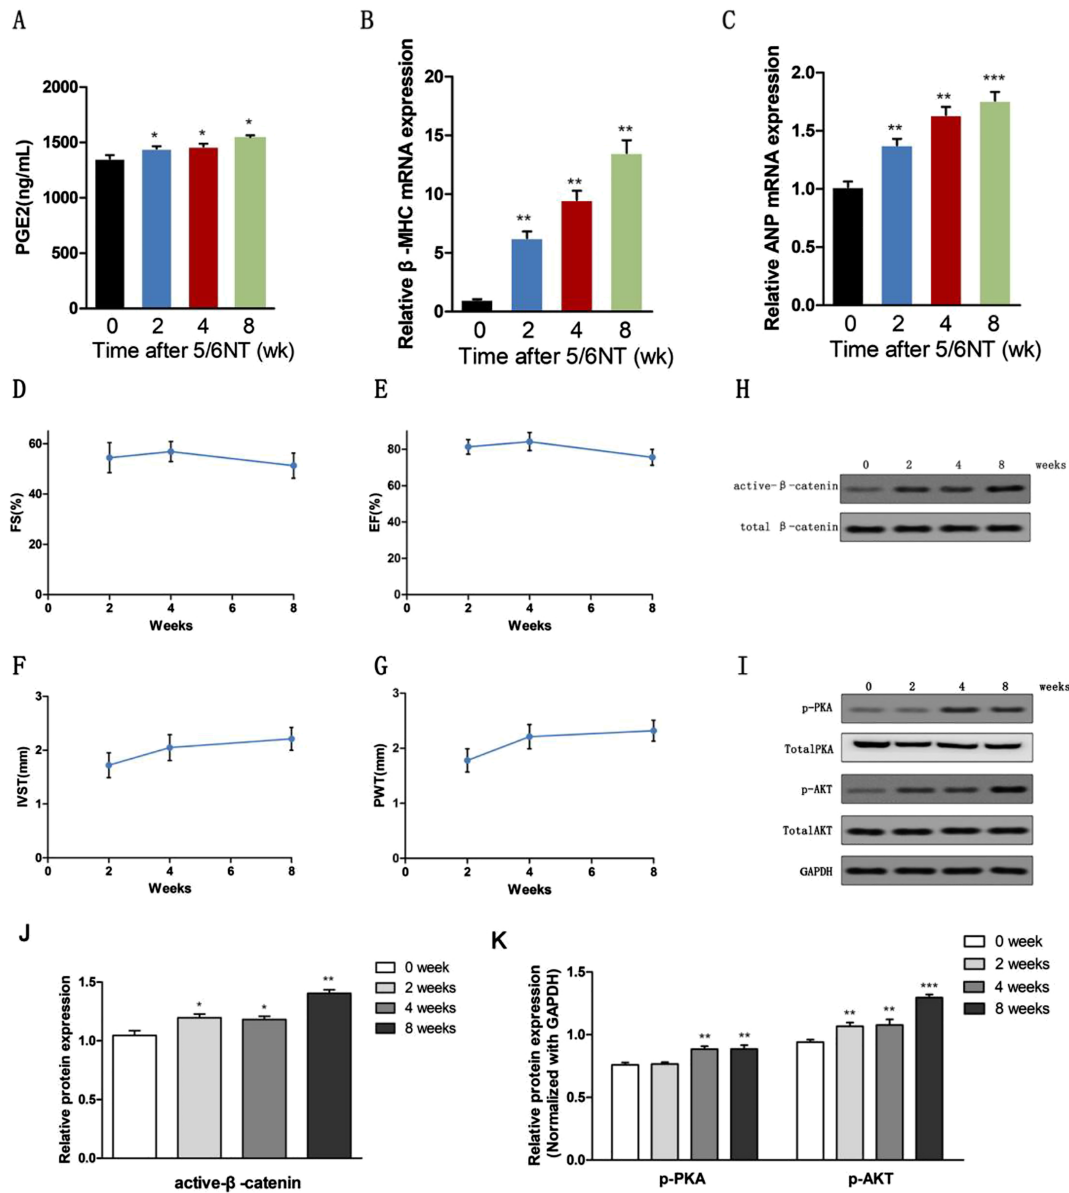 A
PGE2(ng/mL)
2000
1500
1000
500
0
*
*
*
0 2 4 8
Time after 5/6NT (wk)
B
Relative β -MHC mRNA expression
20
15
10
5
0
**
**
**
0 2 4 8
Time after 5/6NT (wk)
C
Relative ANP mRNA expression
2.0
1.5
1.0
0.5
0.0
**
**
***
0 2 4 8
Time after 5/6NT (wk)
D
FS(%)
60
40
20
0
0 2 4 6 8
Weeks
E
EF(%)
80
60
40
20
0
0 2 4 6 8
Weeks
H
0 2 4 8 weeks
active-β-catenin
total β-catenin
F
IVST(mm)
3
2
1
0
0 2 4 6 8
Weeks
G
PWT(mm)
3
2
1
0
0 2 4 6 8
Weeks
I
0 2 4 8 weeks
p-PKA
TotalPKA
p-AKT
TotalAKT
GAPDH
J
Relative protein expression
1.5
1.0
0.5
0.0
*
*
**
active-β -catenin
0 week
2 weeks
4 weeks
8 weeks
K
Relative protein expression
(Normalized with GAPDH)
1.5
1.0
0.5
0.0
** **
** ** ***
p-PKA p-AKT
0 week
2 weeks
4 weeks
8 weeks